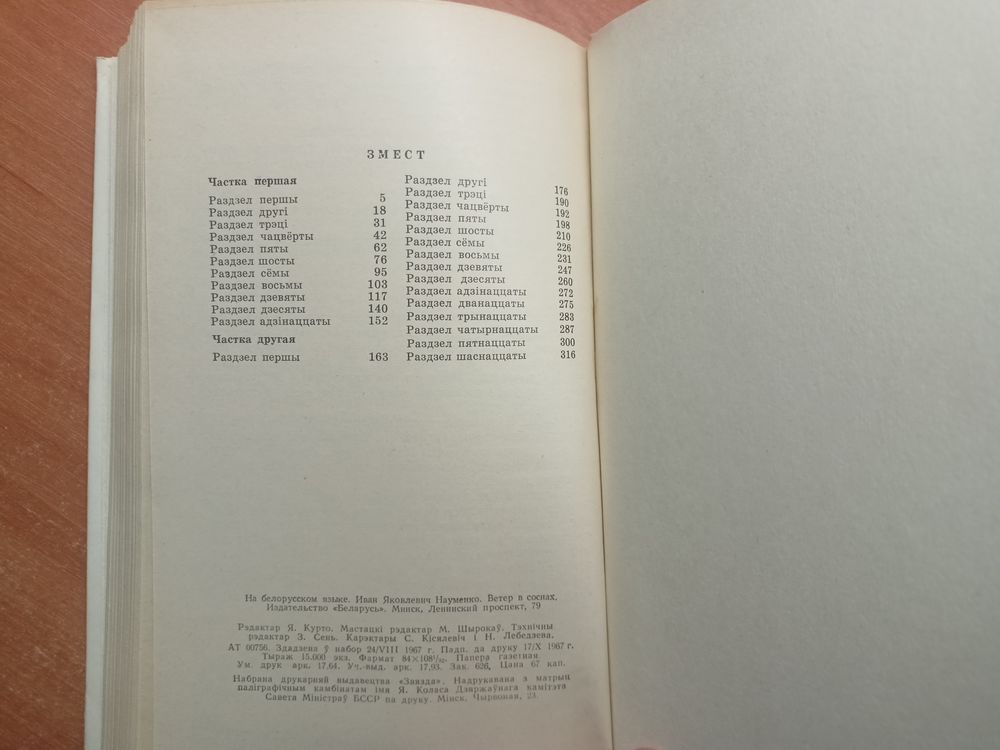 ЗМЕСТ
Частка першая
Раздзел першы 5
Раздзел другі 18
Раздзел трэці 31
Раздзел чацвёрты 42
Раздзел пяты 62
Раздзел шосты 76
Раздзел сёмы 95
Раздзел восьмы 103
Раздзел дзевяты 117
Раздзел дзесяты 140
Раздзел адзінаццаты 152
Частка другая
Раздзел першы 163
Раздзел другі 176
Раздзел трэці 190
Раздзел чацвёрты 192
Раздзел пяты 198
Раздзел шосты 210
Раздзел сёмы 226
Раздзел восьмы 231
Раздзел дзевяты 247
Раздзел дзесяты 260
Раздзел адзінаццаты 272
Раздзел дванаццаты 275
Раздзел трынаццаты 283
Раздзел чатырнаццаты 287
Раздзел пятнаццаты 300
Раздзел шаснаццаты 316
На белорусском языке. Иван Яковлевич Науменко. Ветер в соснах,
Издательство «Беларусь». Минск, Ленинский проспект, 79
Рэдактар Я. Курто. Мастацкі рэдактар М. Шырокаў. Тэхнічны
рэдактар З. Сень. Карэктары С. Кісялевіч і Н. Лебедзева.
АТ 00756. Здадзена ў набор 24/VIII 1967 г. Падп. да друку 17/X 1967 г.
Тыраж 15.000 экз. Фармат 84×108¹/₃₂. Папера газетная.
Ум. друк арк. 17,64. Уч.-выд. арк. 17,93. Зак. 626, Цана 67 кап.
Набрана друкарняй выдавецтва «Звязда». Надрукавана з матрыц
паліграфічным камбінатам імя Я. Коласа Дзяржаўнага камітэта
Савета Міністраў БССР па друку. Мінск, Чырвоная, 23.